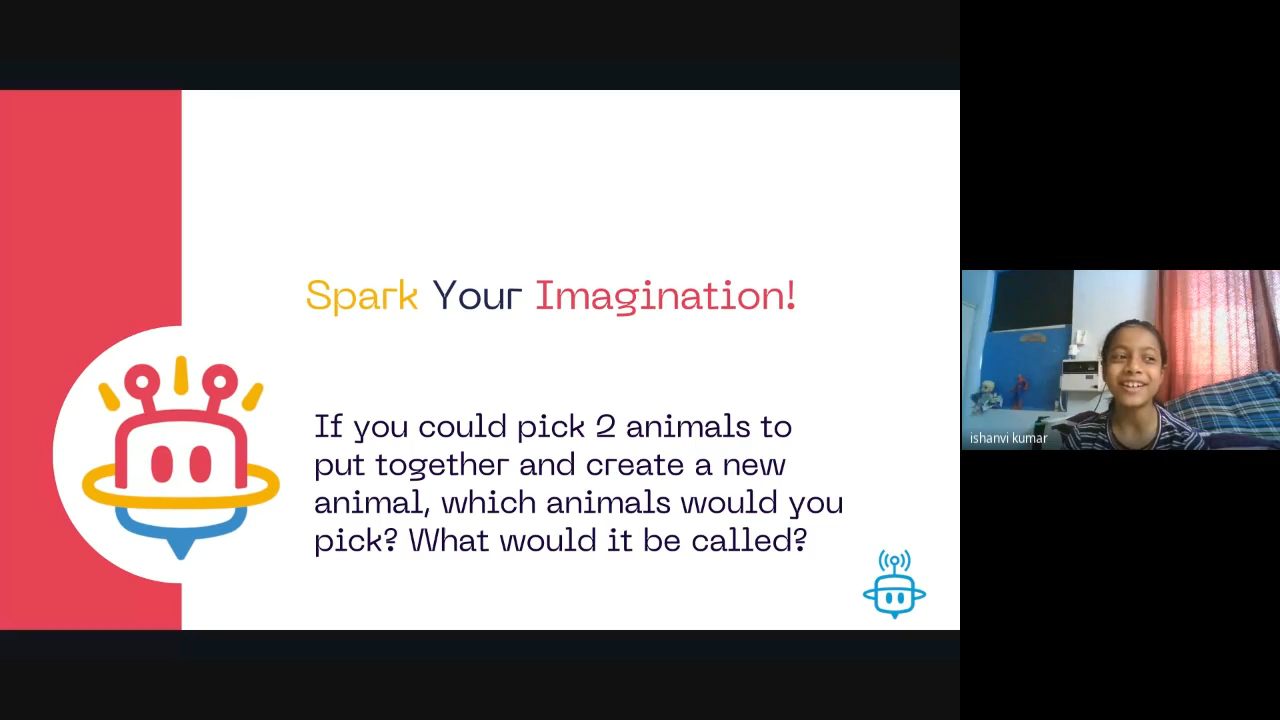 Spark Your Imagination!
If you could pick 2 animals to
put together and create a new
animal, which animals would you
pick? What would it be called?
ishanvi kumar